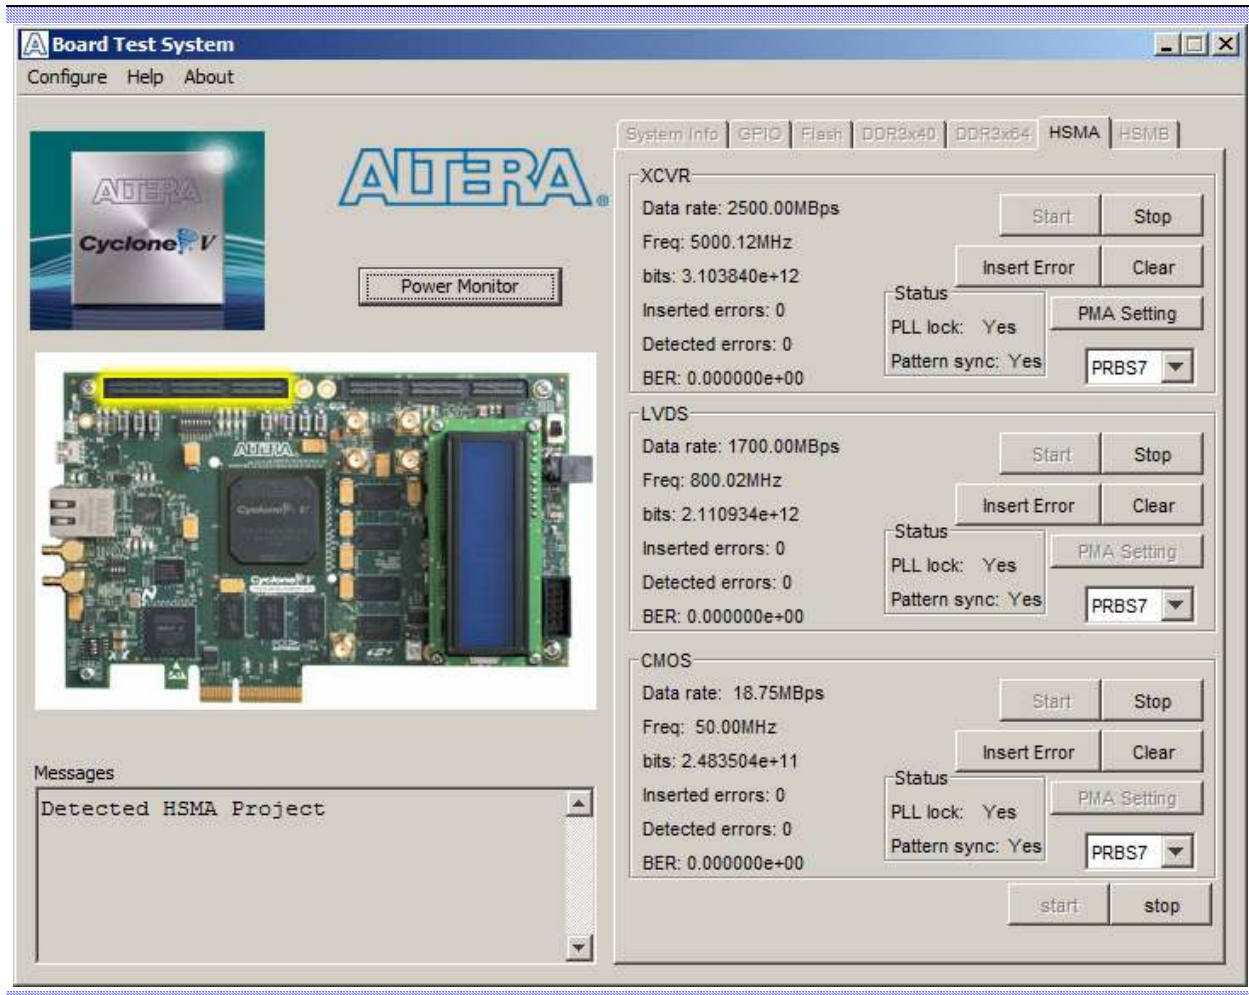 Board Test System
Configure Help About
ALTERA
Cyclone V
ALTERA®
Power Monitor
ALTERA
Cyclone V
Cyclone V
Messages
Detected HSMA Project
System Info GPIO Flash DDR3x40 DDR3x64 HSMA HSMB
XCVR
Data rate: 2500.00MBps
Start Stop
Freq: 5000.12MHz
Insert Error Clear
bits: 3.103840e+12
Inserted errors: 0
Status
PLL lock: Yes
PMA Setting
Detected errors: 0
Pattern sync: Yes
PRBS7
BER: 0.000000e+00
LVDS
Data rate: 1700.00MBps
Start Stop
Freq: 800.02MHz
Insert Error Clear
bits: 2.110934e+12
Inserted errors: 0
Status
PLL lock: Yes
PMA Setting
Detected errors: 0
Pattern sync: Yes
PRBS7
BER: 0.000000e+00
CMOS
Data rate: 18.75MBps
Start Stop
Freq: 50.00MHz
Insert Error Clear
bits: 2.483504e+11
Inserted errors: 0
Status
PLL lock: Yes
PMA Setting
Detected errors: 0
Pattern sync: Yes
PRBS7
BER: 0.000000e+00
start stop